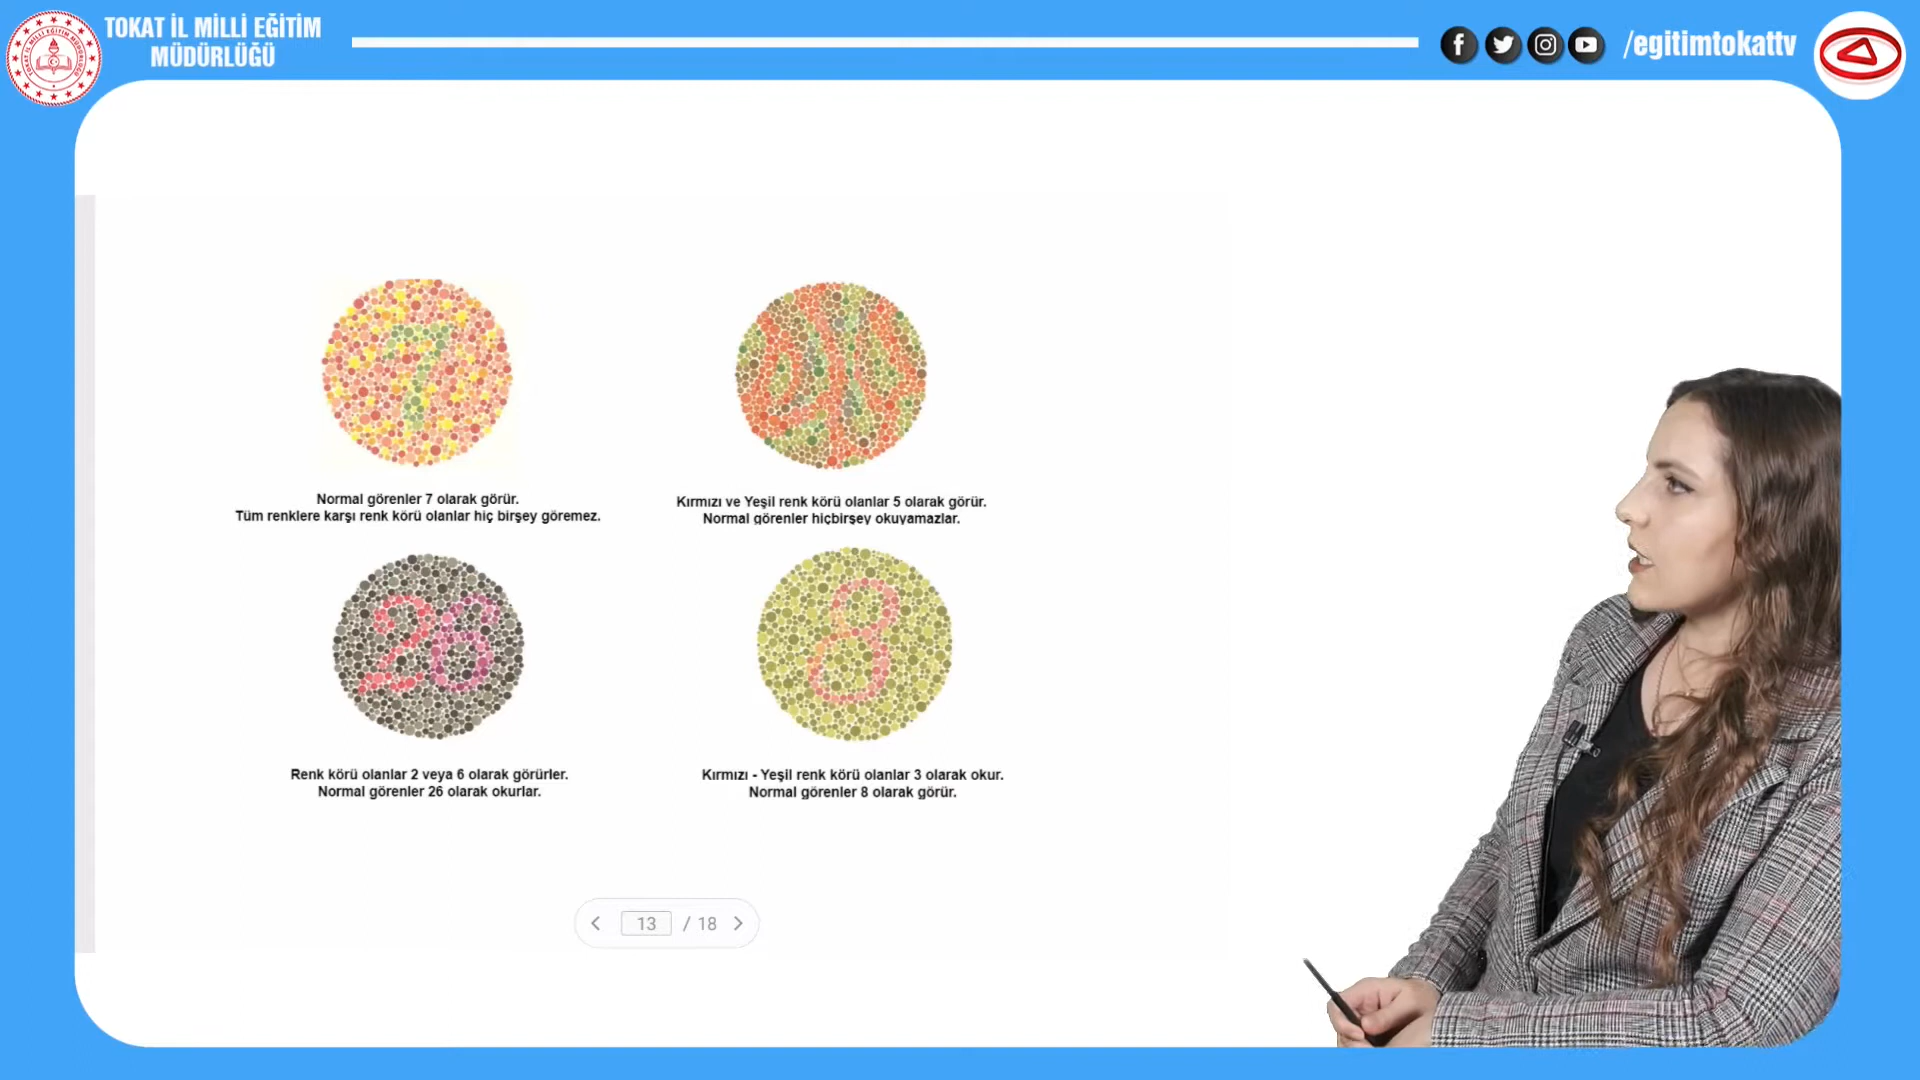 TOKAT İL MİLLİ EĞİTİM
MÜDÜRLÜĞÜ
/egitimtokattv
7
Normal görenler 7 olarak görür.
Tüm renklere karşı renk körü olanlar hiç birşey göremez.
Kırmızı ve Yeşil renk körü olanlar 5 olarak görür.
Normal görenler hiçbirşey okuyamazlar.
26
8
Renk körü olanlar 2 veya 6 olarak görürler.
Normal görenler 26 olarak okurlar.
Kırmızı - Yeşil renk körü olanlar 3 olarak okur.
Normal görenler 8 olarak görür.
13 / 18